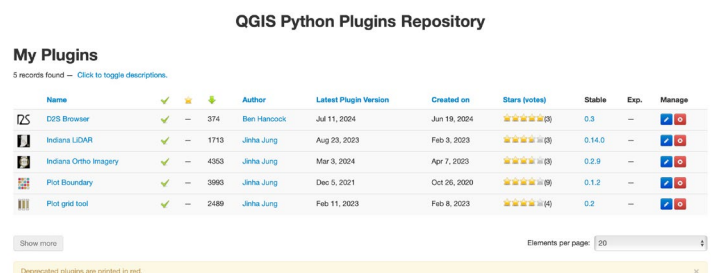 QGIS Python Plugins Repository
My Plugins
5 records found — Click to toggle descriptions.
Name Author Latest Plugin Version Created on Stars (votes) Stable Exp. Manage
D2S D2S Browser — 374 Ben Hancock Jul 11, 2024 Jun 19, 2024 (3) 0.3 —
Indiana LiDAR — 1713 Jinha Jung Aug 23, 2023 Feb 3, 2023 (3) 0.14.0 —
Indiana Ortho Imagery — 4353 Jinha Jung Mar 3, 2024 Apr 7, 2023 (3) 0.2.9 —
Plot Boundary — 3993 Jinha Jung Dec 5, 2021 Oct 26, 2020 (9) 0.1.2 —
Plot grid tool — 2489 Jinha Jung Feb 11, 2023 Feb 8, 2023 (4) 0.2 —
Show more Elements per page: 20
Deprecated plugins are printed in red. ×